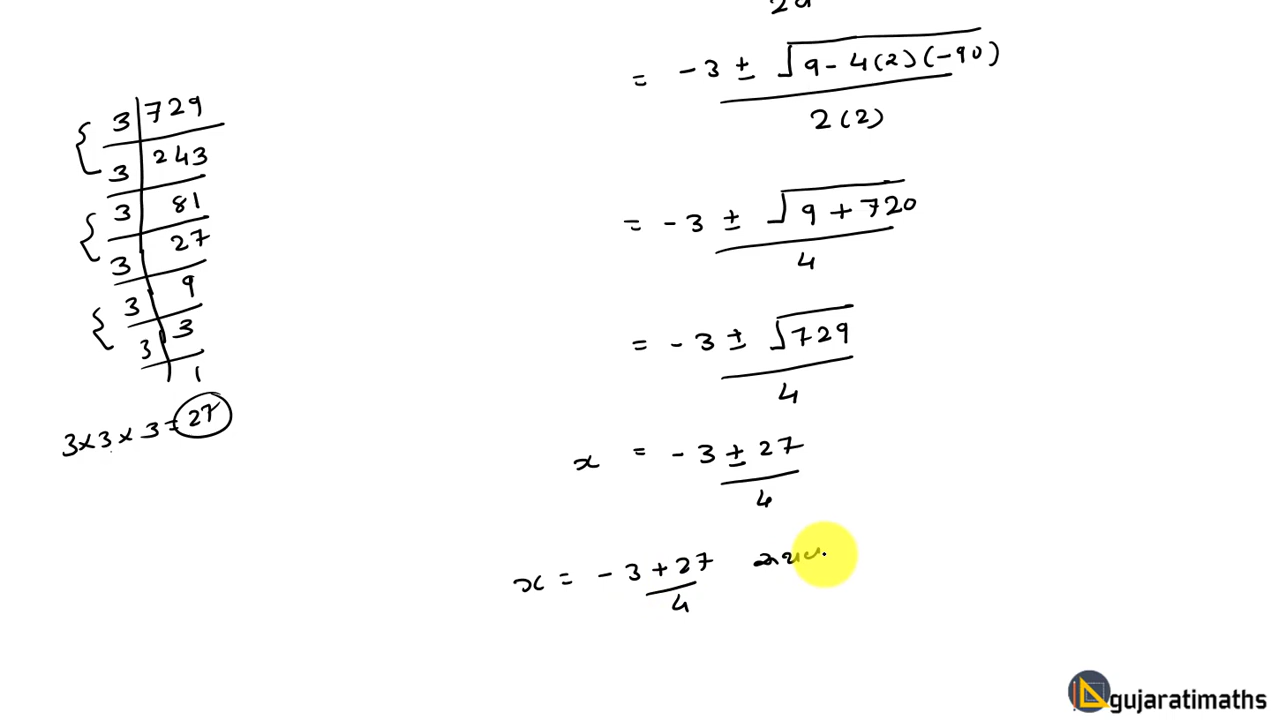 3 | 729
3 | 243
3 | 81
3 | 27
3 | 9
3 | 3
1
3 × 3 × 3 = 27
= -3 ± √9 - 4(2)(-90)
2(2)
= -3 ± √9 + 720
4
= -3 ± √729
4
x = -3 ± 27
4
x = -3 + 27
4
gujaratimaths